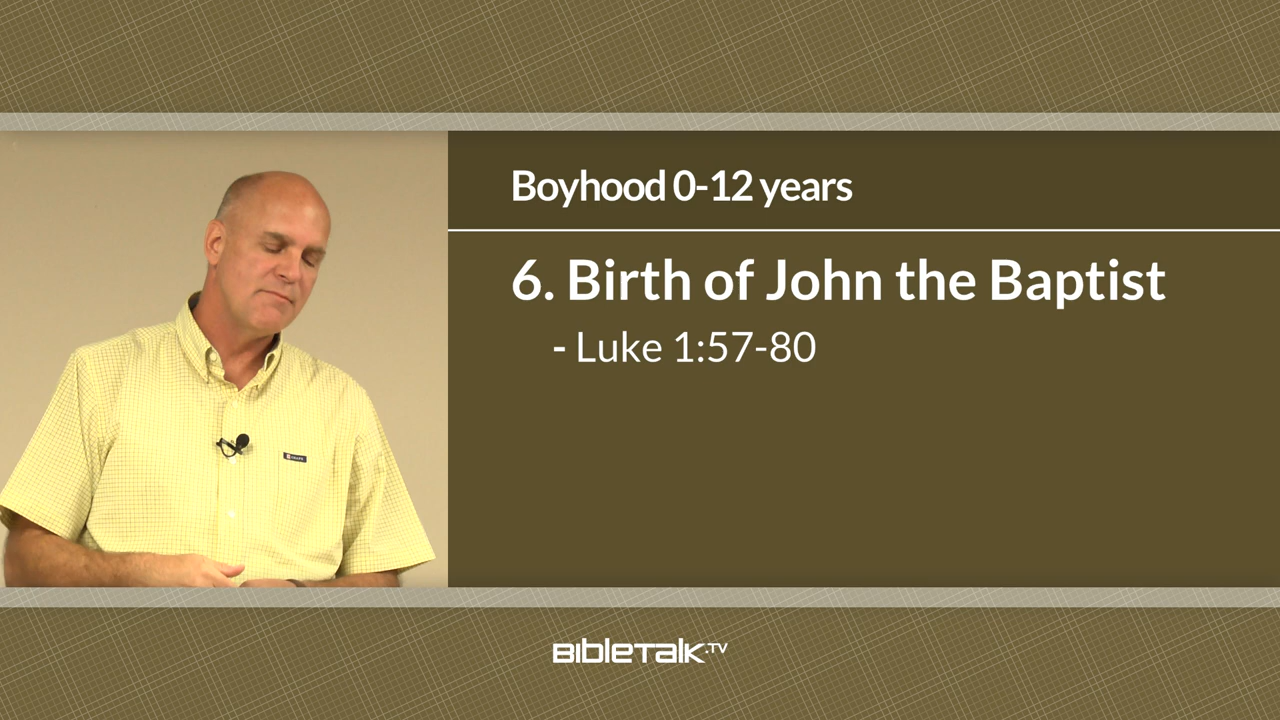 Boyhood 0-12 years
6. Birth of John the Baptist
- Luke 1:57-80
BIBLETALK.TV